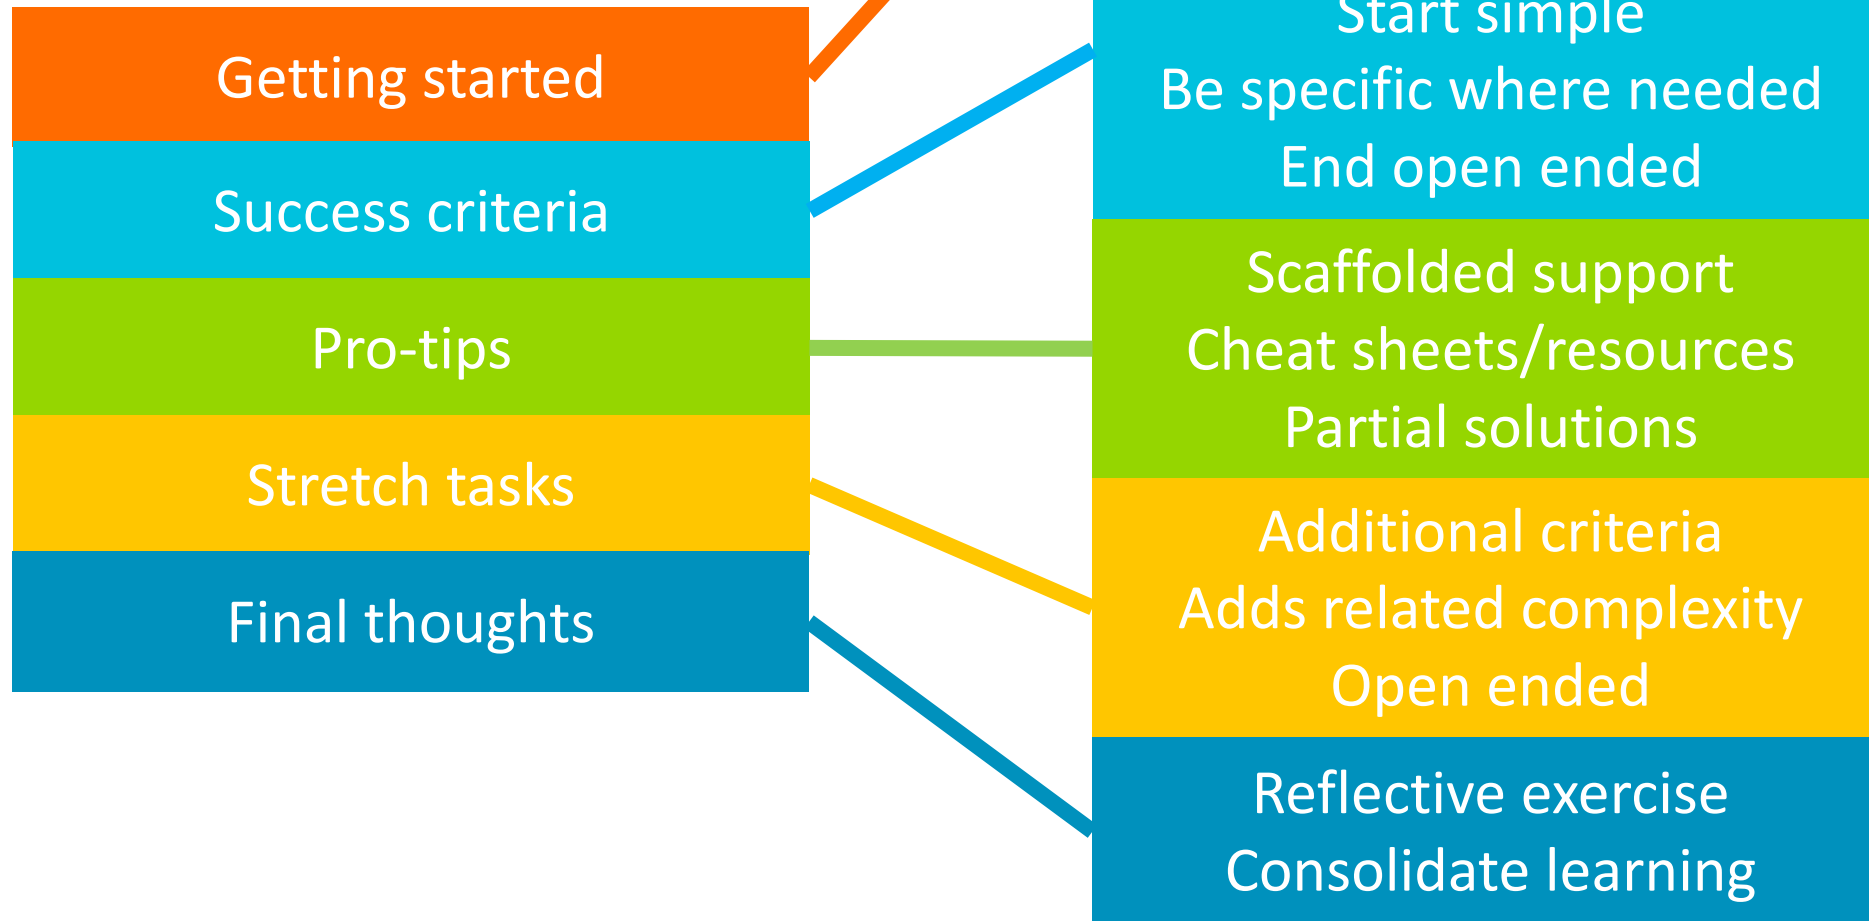 Getting started
Success criteria
Pro-tips
Stretch tasks
Final thoughts
Start simple
Be specific where needed
End open ended
Scaffolded support
Cheat sheets/resources
Partial solutions
Additional criteria
Adds related complexity
Open ended
Reflective exercise
Consolidate learning